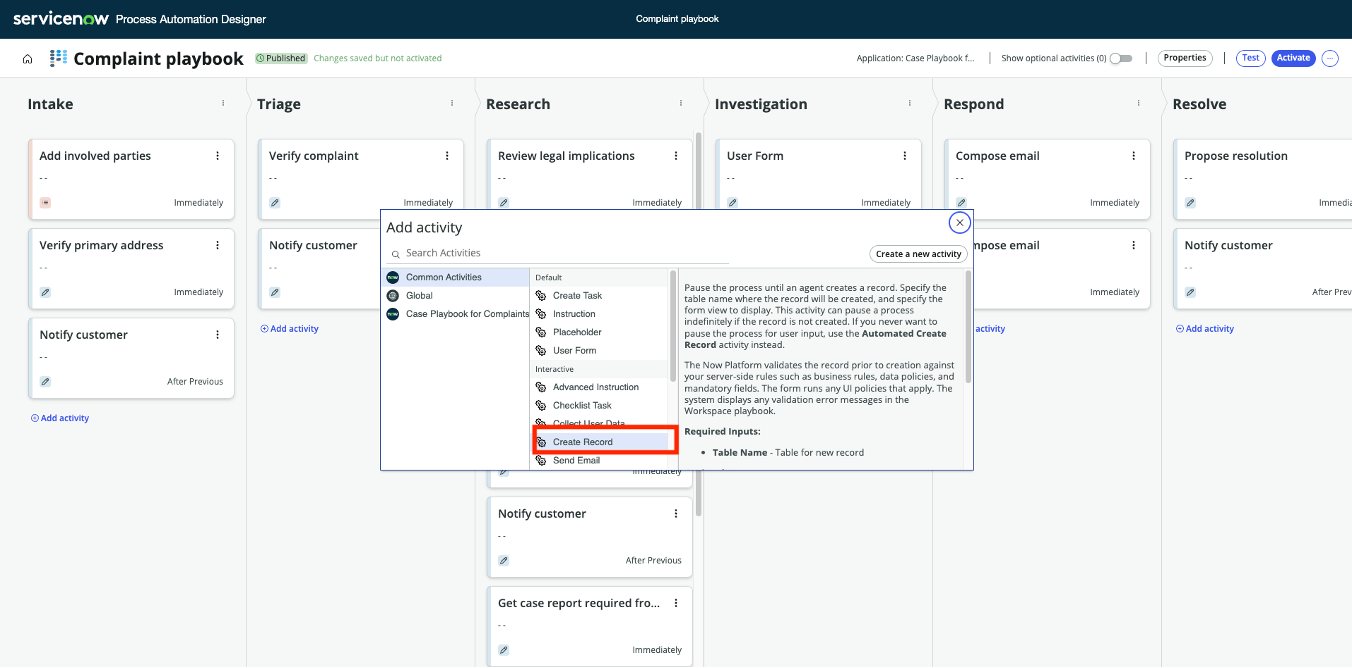 servicenow Process Automation Designer
Complaint playbook
Complaint playbook
Published
Changes saved but not activated
Application: Case Playbook f...
Show optional activities (0)
Properties
Test
Activate
Intake
Triage
Research
Investigation
Respond
Resolve
Add involved parties
--
Immediately
Verify primary address
--
Immediately
Notify customer
--
After Previous
Add activity
Verify complaint
--
Immediately
Notify customer
--
Add activity
Review legal implications
--
Immediately
User Form
--
Immediately
Compose email
--
Immediately
mpose email
Immediately
activity
Propose resolution
--
Immedia
Notify customer
--
After Prev
Add activity
Add activity
Search Activities
Create a new activity
now Common Activities
Global
now Case Playbook for Complaints
Default
Create Task
Instruction
Placeholder
User Form
Interactive
Advanced Instruction
Checklist Task
Collect User Data
Create Record
Send Email
Pause the process until an agent creates a record. Specify the
table name where the record will be created, and specify the
form view to display. This activity can pause a process
indefinitely if the record is not created. If you never want to
pause the process for user input, use the Automated Create
Record activity instead.
The Now Platform validates the record prior to creation against
your server-side rules such as business rules, data policies, and
mandatory fields. The form runs any UI policies that apply. The
system displays any validation error messages in the
Workspace playbook.
Required Inputs:
• Table Name - Table for new record
Immediately
Notify customer
--
After Previous
Get case report required fro...
--
Immediately